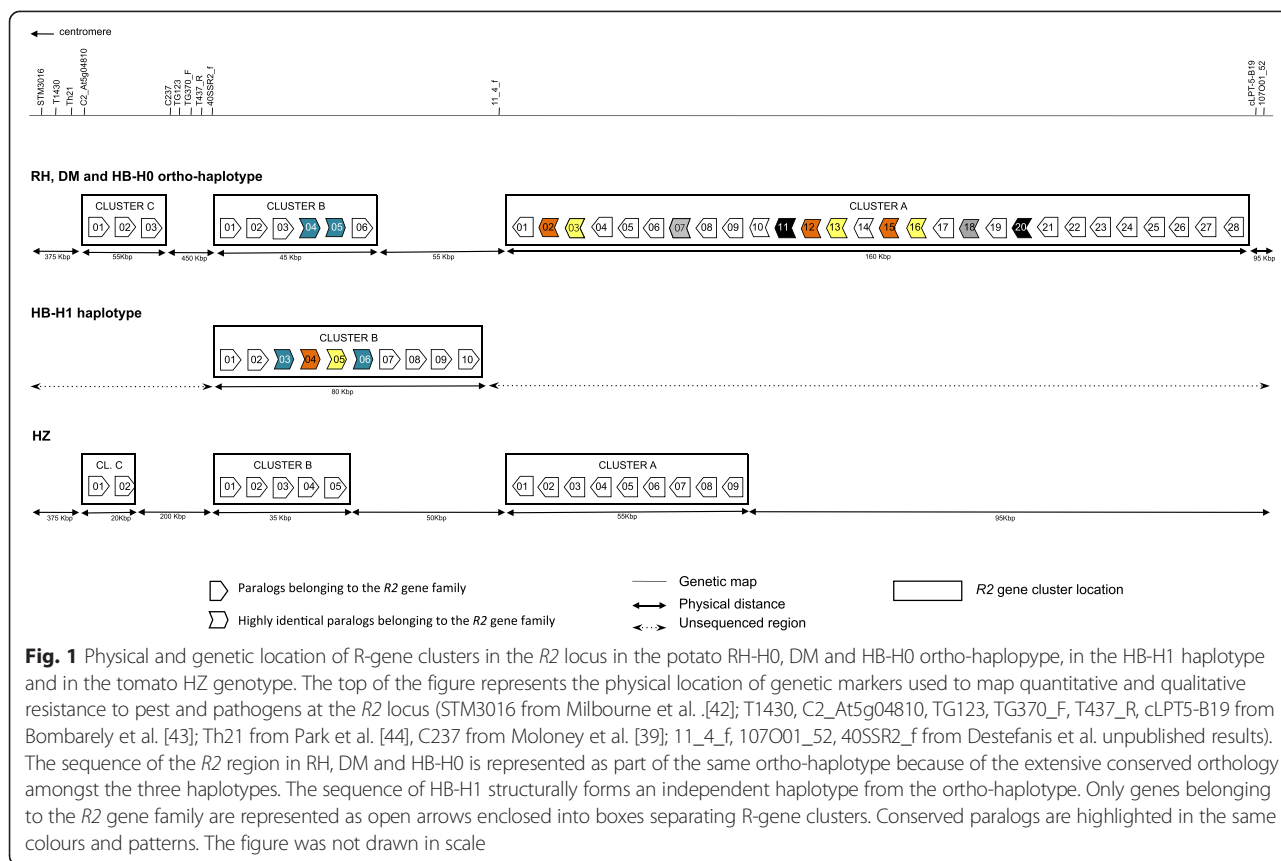 centromere
STM3016
T1430
Th21
C2_At5g04810
C237
TG123
TG370_F
T437_R
40SSR2_f
11_4_f
cLPT-5-B19
107O01_52
RH, DM and HB-H0 ortho-haplotype
CLUSTER C
CLUSTER B
CLUSTER A
01 02 03
01 02 03 04 05 06
01 02 03 04 05 06 07 08 09 10 11 12 13 14 15 16 17 18 19 20 21 22 23 24 25 26 27 28
375 Kbp 55Kbp 450 Kbp 45 Kbp 55 Kbp 160 Kbp 95 Kbp
HB-H1 haplotype
CLUSTER B
01 02 03 04 05 06 07 08 09 10
80 Kbp
HZ
CL. C
CLUSTER B
CLUSTER A
01 02
01 02 03 04 05
01 02 03 04 05 06 07 08 09
375 Kbp 20Kbp 200 Kbp 35 Kbp 50Kbp 55Kbp 95Kbp
Paralogs belonging to the R2 gene family
Highly identical paralogs belonging to the R2 gene family
Genetic map
Physical distance
Unsequenced region
R2 gene cluster location
Fig. 1 Physical and genetic location of R-gene clusters in the R2 locus in the potato RH-H0, DM and HB-H0 ortho-haplopype, in the HB-H1 haplotype
and in the tomato HZ genotype. The top of the figure represents the physical location of genetic markers used to map quantitative and qualitative
resistance to pest and pathogens at the R2 locus (STM3016 from Milbourne et al. .[42]; T1430, C2_At5g04810, TG123, TG370_F, T437_R, cLPT5-B19 from
Bombarely et al. [43]; Th21 from Park et al. [44], C237 from Moloney et al. [39]; 11_4_f, 107O01_52, 40SSR2_f from Destefanis et al. unpublished results).
The sequence of the R2 region in RH, DM and HB-H0 is represented as part of the same ortho-haplotype because of the extensive conserved orthology
amongst the three haplotypes. The sequence of HB-H1 structurally forms an independent haplotype from the ortho-haplotype. Only genes belonging
to the R2 gene family are represented as open arrows enclosed into boxes separating R-gene clusters. Conserved paralogs are highlighted in the same
colours and patterns. The figure was not drawn in scale